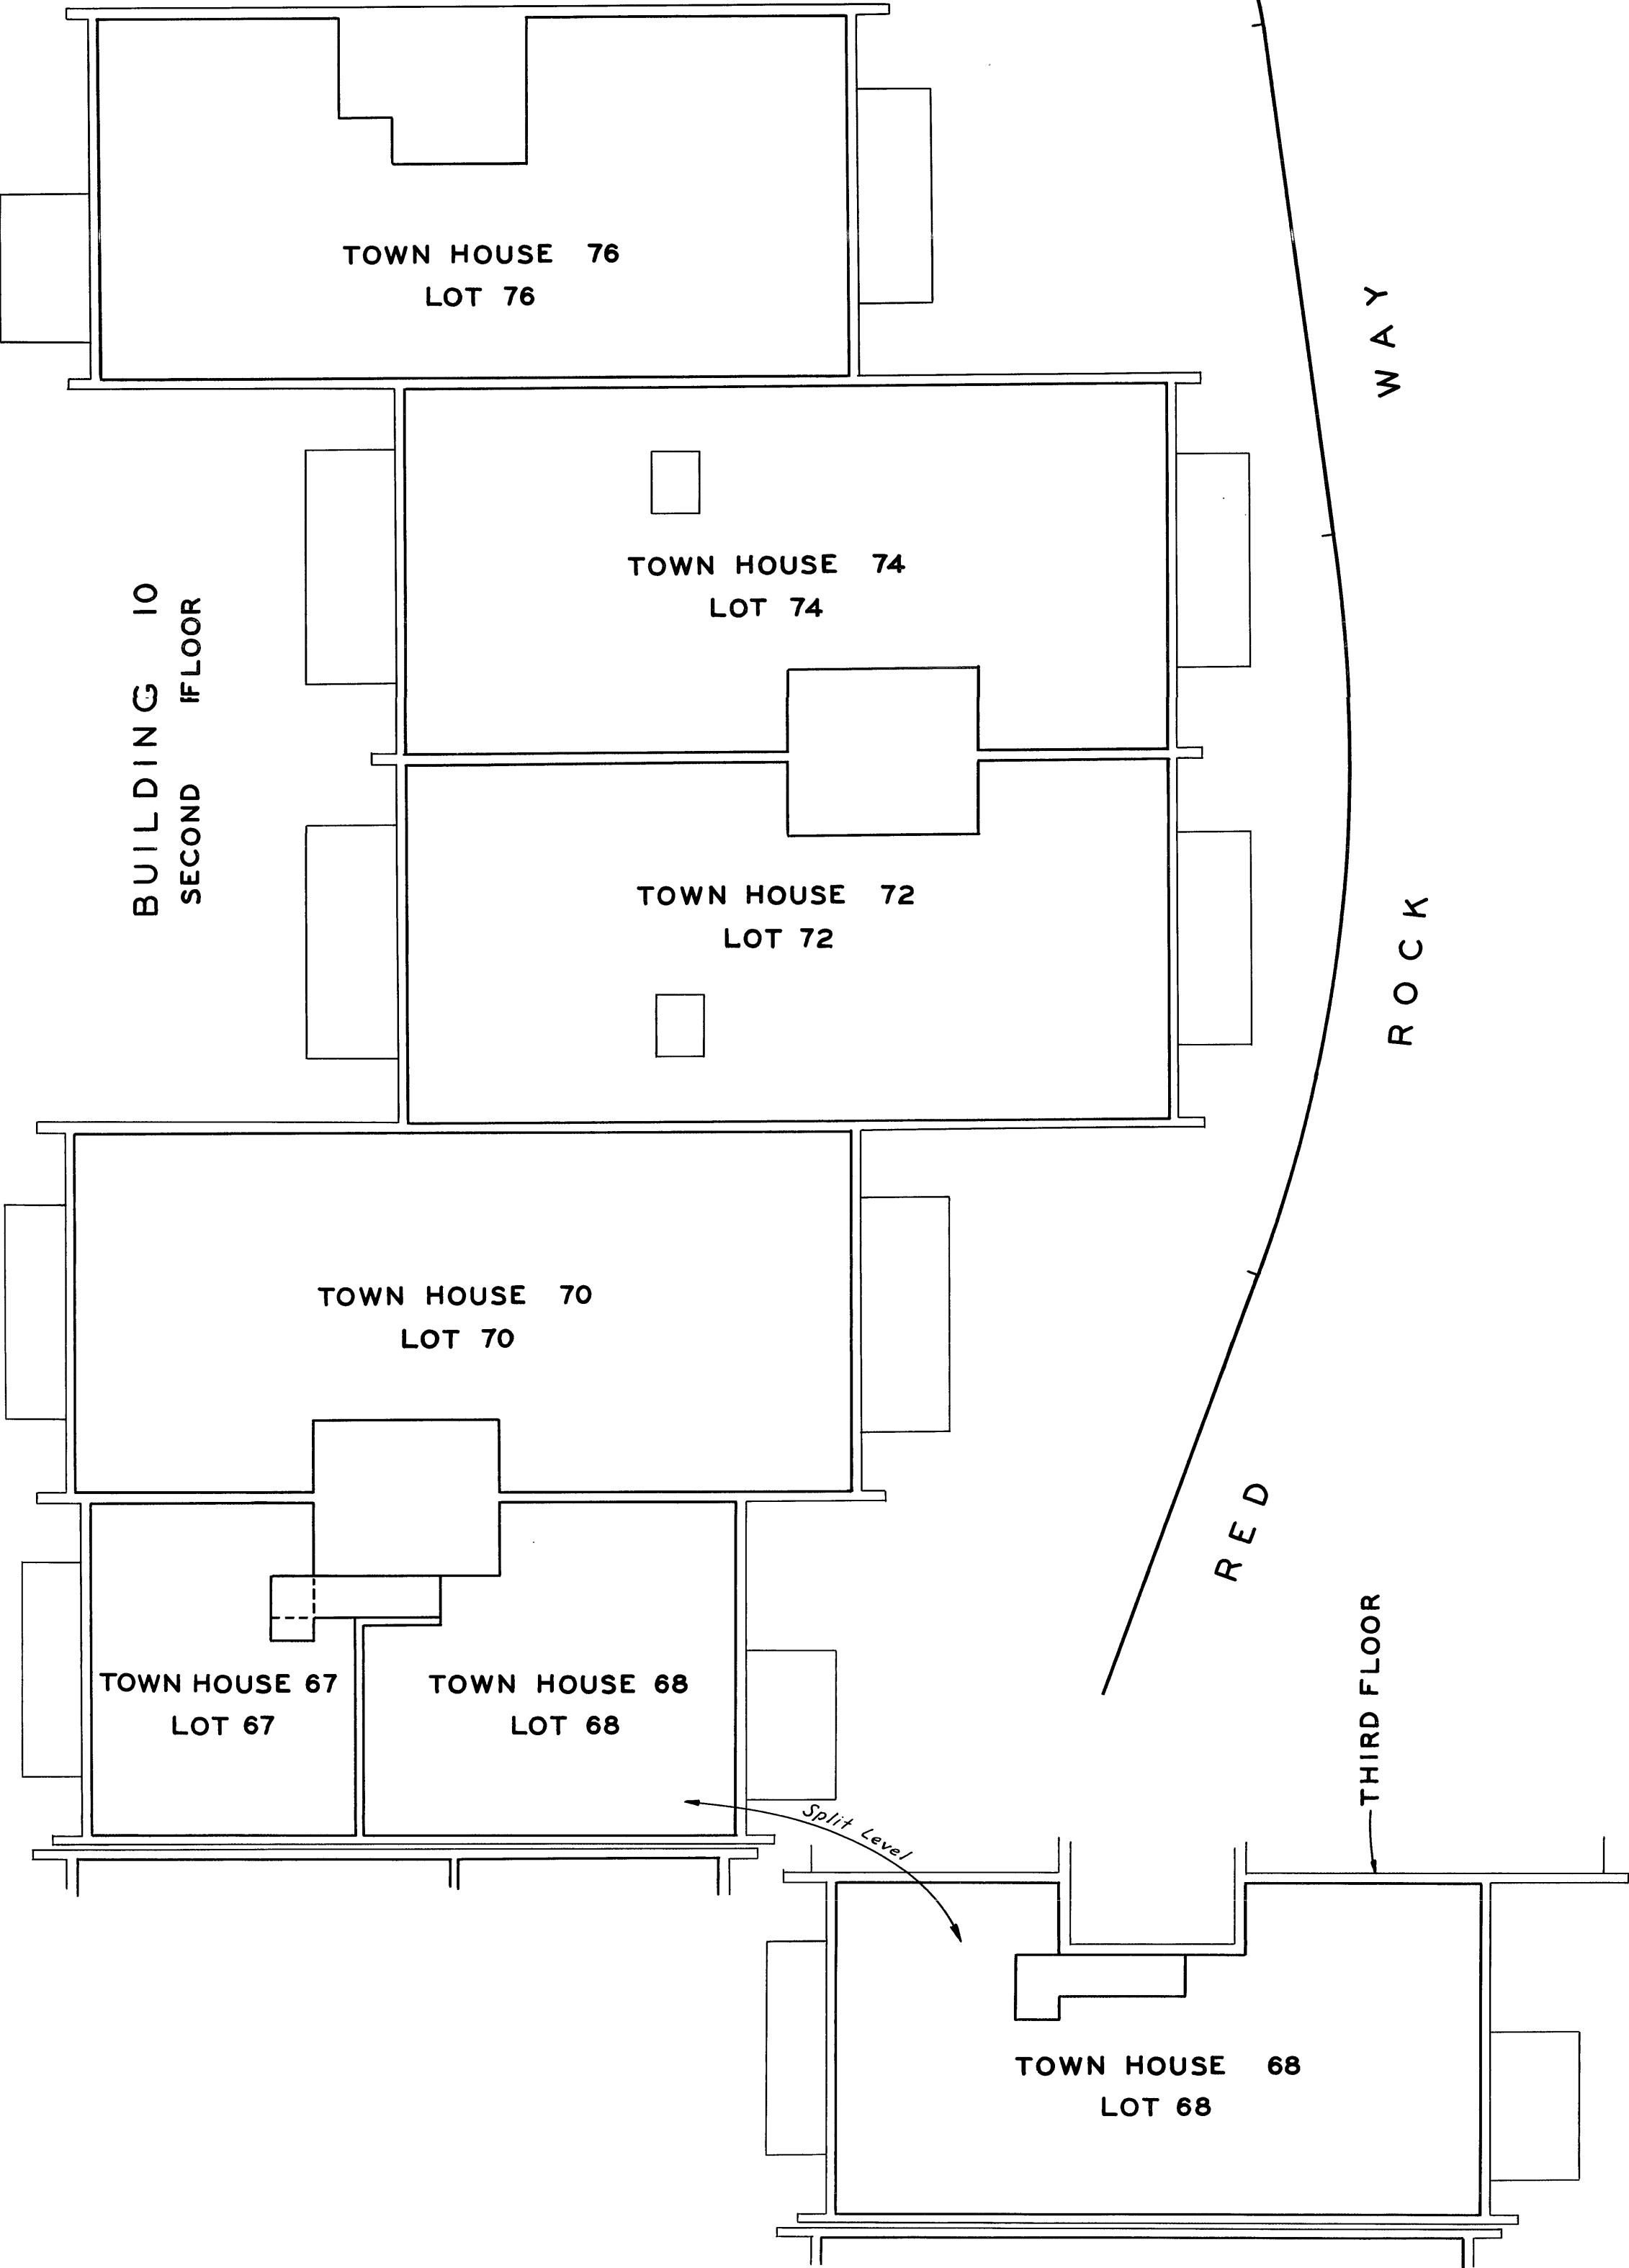 TOWN HOUSE 76
LOT 76
WAY
TOWN HOUSE 74
LOT 74
BUILDING 10
SECOND FLOOR
TOWN HOUSE 72
LOT 72
ROCK
TOWN HOUSE 70
LOT 70
RED
THIRD FLOOR
TOWN HOUSE 67
LOT 67
TOWN HOUSE 68
LOT 68
Split Level
TOWN HOUSE 68
LOT 68